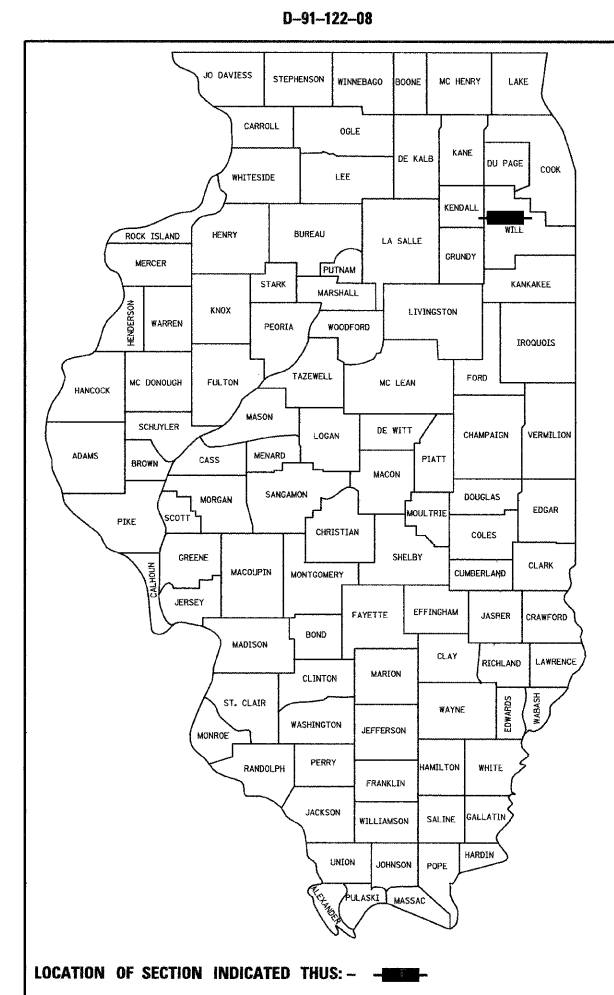 D-91-122-08
JO DAVIESS
STEPHENSON
WINNEBAGO
BOONE
MC HENRY
LAKE
CARROLL
OGLE
DE KALB
KANE
DU PAGE
COOK
WHITESIDE
LEE
KENDALL
WILL
ROCK ISLAND
HENRY
BUREAU
LA SALLE
GRUNDY
MERCER
PUTNAM
STARK
MARSHALL
KANKAKEE
HENDERSON
WARREN
KNOX
PEORIA
WOODFORD
LIVINGSTON
IROQUOIS
HANCOCK
MC DONOUGH
FULTON
TAZEWELL
MC LEAN
FORD
MASON
SCHUYLER
LOGAN
DE WITT
CHAMPAIGN
VERMILION
ADAMS
BROWN
CASS
MENARD
PIATT
MACON
MORGAN
SANGAMON
DOUGLAS
EDGAR
PIKE
SCOTT
CHRISTIAN
MOULTRIE
COLES
GREENE
MACOUPIN
MONTGOMERY
SHELBY
CUMBERLAND
CLARK
CALHOUN
JERSEY
FAYETTE
EFFINGHAM
JASPER
CRAWFORD
MADISON
BOND
CLAY
RICHLAND
LAWRENCE
CLINTON
MARION
ST. CLAIR
WAYNE
EDWARDS
WABASH
WASHINGTON
JEFFERSON
MONROE
RANDOLPH
PERRY
HAMILTON
WHITE
FRANKLIN
JACKSON
WILLIAMSON
SALINE
GALLATIN
UNION
JOHNSON
POPE
HARDIN
ALEXANDER
PULASKI
MASSAC
LOCATION OF SECTION INDICATED THUS: -